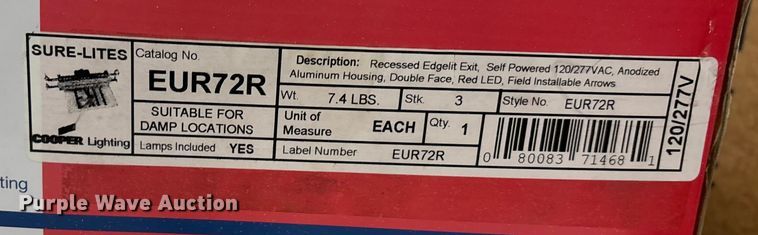 SURE-LITES
EXIT
COOPER Lighting
Catalog No.
EUR72R
SUITABLE FOR
DAMP LOCATIONS
Lamps Included YES
Description: Recessed Edgelit Exit, Self Powered 120/277VAC, Anodized
Aluminum Housing, Double Face, Red LED, Field Installable Arrows
Wt. 7.4 LBS. Stk. 3 Style No. EUR72R
Unit of
Measure EACH Qty. 1
Label Number EUR72R
0 80083 71468 1
120/277V
ting
Purple Wave Auction